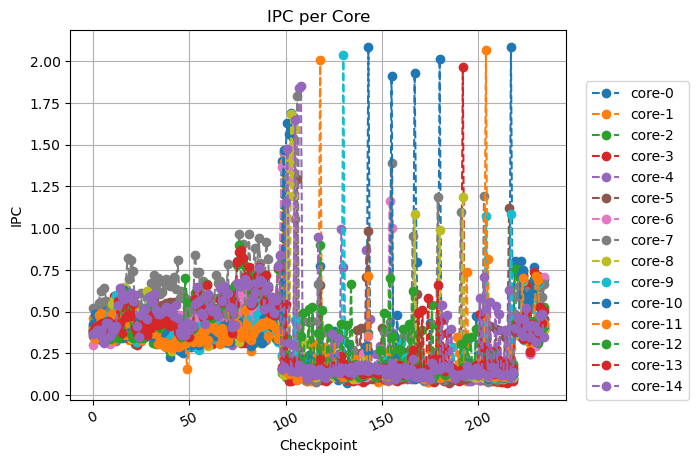 IPC per Core
IPC
2.00
1.75
1.50
1.25
1.00
0.75
0.50
0.25
0.00
0
50
100
150
200
Checkpoint
core-0
core-1
core-2
core-3
core-4
core-5
core-6
core-7
core-8
core-9
core-10
core-11
core-12
core-13
core-14